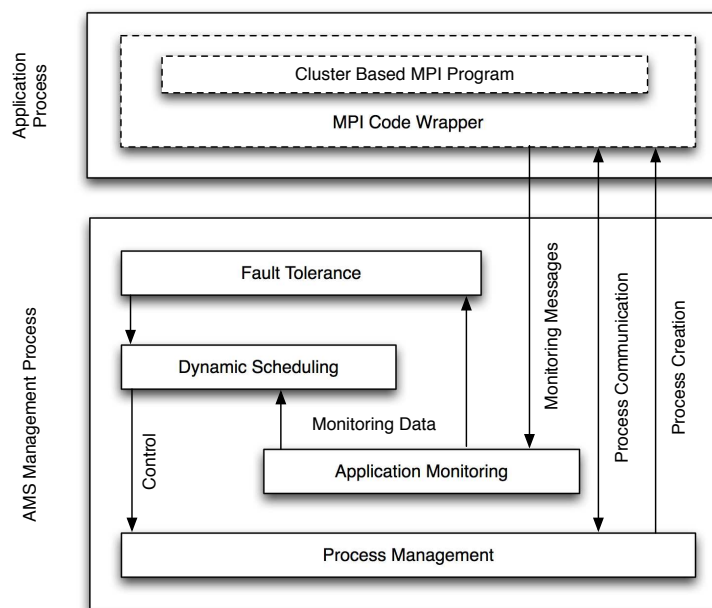 Application
Process
Cluster Based MPI Program
MPI Code Wrapper
AMS Management Process
Fault Tolerance
Dynamic Scheduling
Monitoring Data
Application Monitoring
Control
Process Management
Monitoring Messages
Process Communication
Process Creation